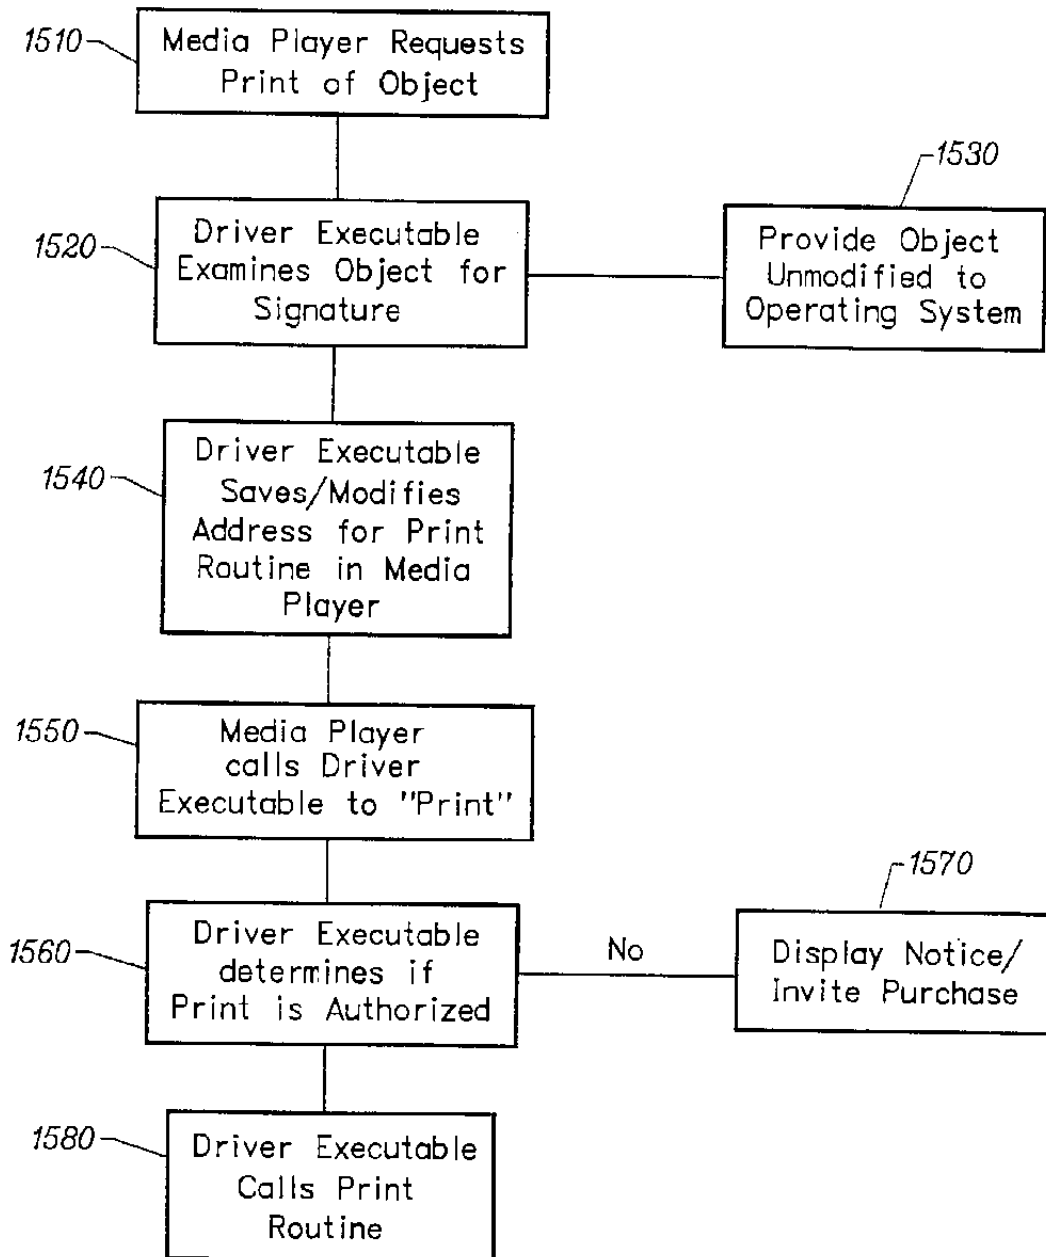 1510
Media Player Requests
Print of Object
1530
1520
Driver Executable
Examines Object for
Signature
Provide Object
Unmodified to
Operating System
1540
Driver Executable
Saves/Modifies
Address for Print
Routine in Media
Player
1550
Media Player
calls Driver
Executable to "Print"
1570
1560
Driver Executable
determines if
Print is Authorized
No
Display Notice/
Invite Purchase
1580
Driver Executable
Calls Print
Routine